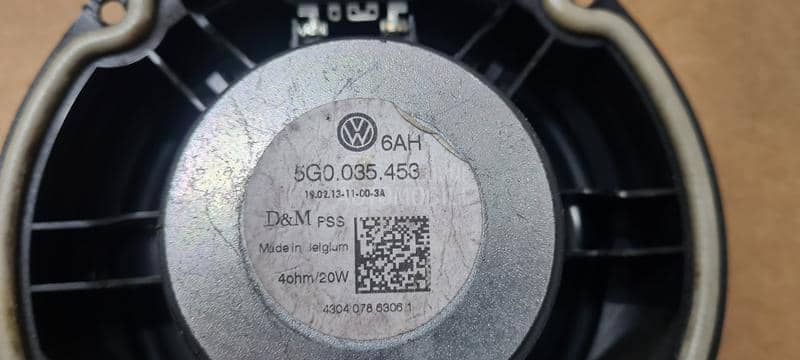 6AH
5G0.035.453
19.02.13-11-00-3A
D&M PSS
Made in Belgium
4ohm/20W
4304 078 6306.1